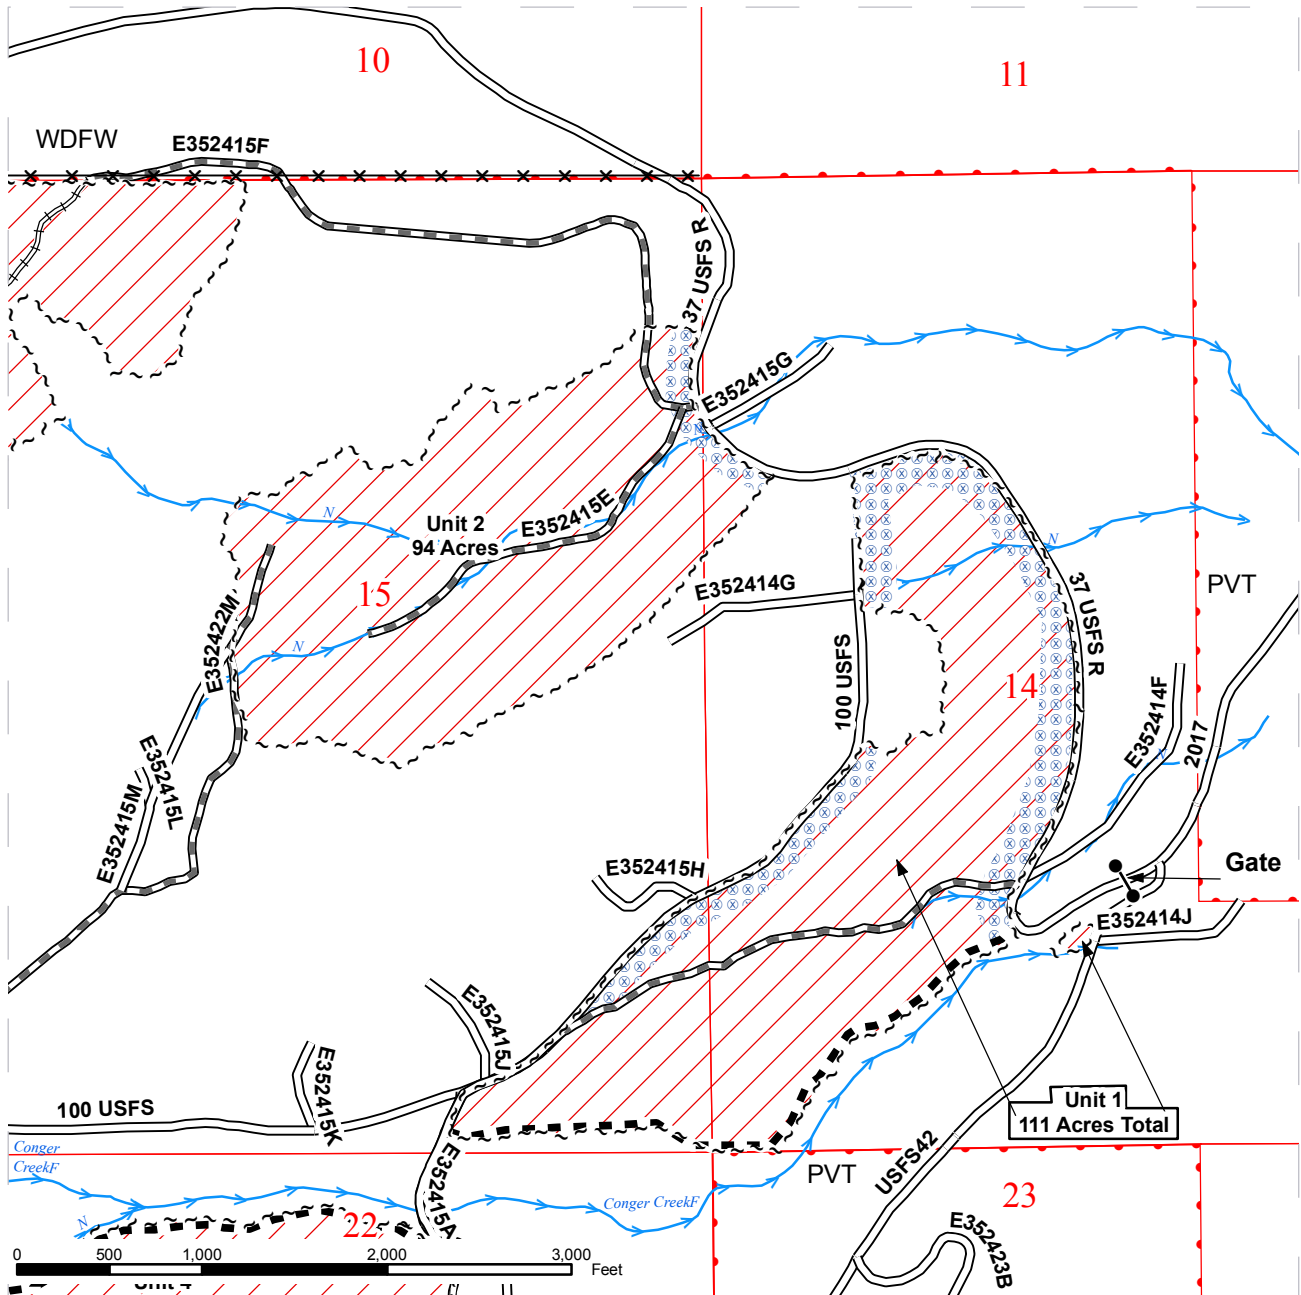 10
11
WDFW
E352415F
37 USFS R
E352415G
N
N
Unit 2
94 Acres
E352415E
N
15
E352414G
PVT
37 USFS R
E352422M
N
14
100 USFS
E352414F
N
2017
E352415L
E352415M
E352415H
Gate
E352414J
E352415J
E352415K
100 USFS
Unit 1
111 Acres Total
Conger
CreekF
E352415A
PVT
USFS42
23
Conger CreekF
N
22
E352423B
0 500 1,000 2,000 3,000
Feet
Unit 4